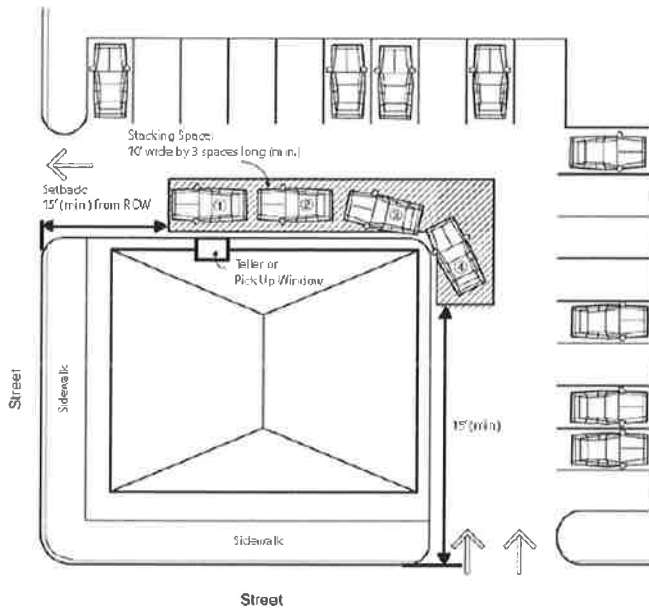 Stacking Space:
10' wide by 3 spaces long (min.)
Setback:
15' (min) from ROW
1
2
3
4
Teller or
Pick Up Window
Street
Sidewalk
15' (min)
Sidewalk
Street